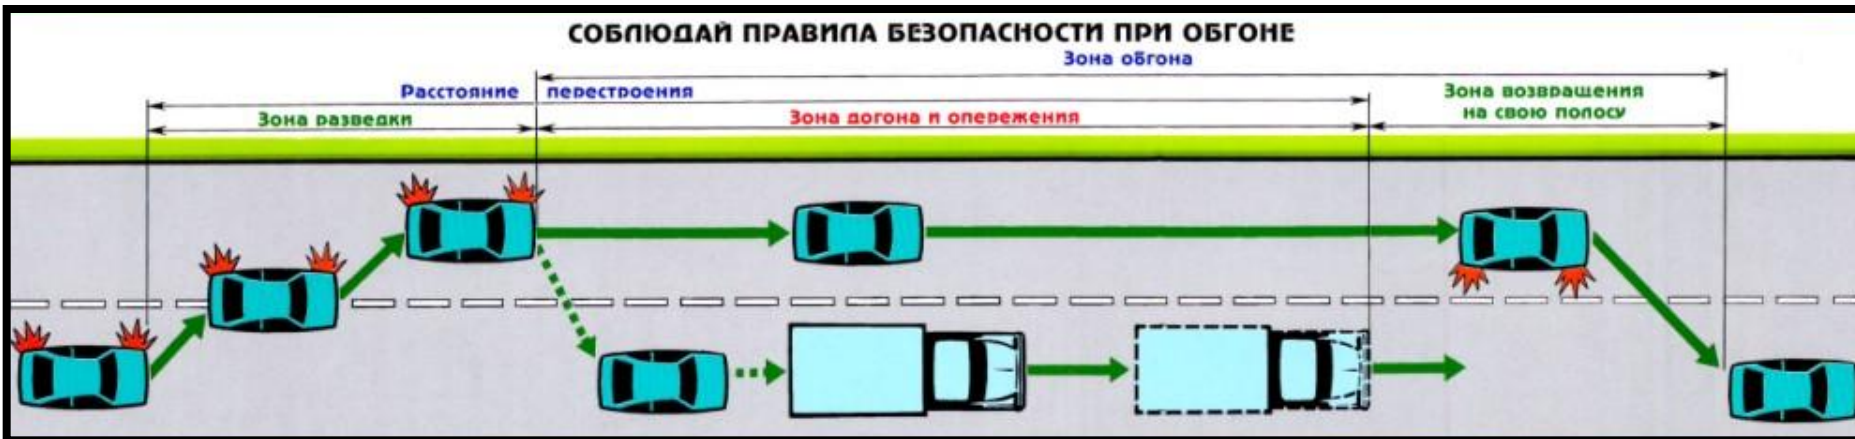 СОБЛЮДАЙ ПРАВИЛА БЕЗОПАСНОСТИ ПРИ ОБГОНЕ
Зона обгона
Расстояние перестроения
Зона возвращения
на свою полосу
Зона разведки
Зона догона и опережения